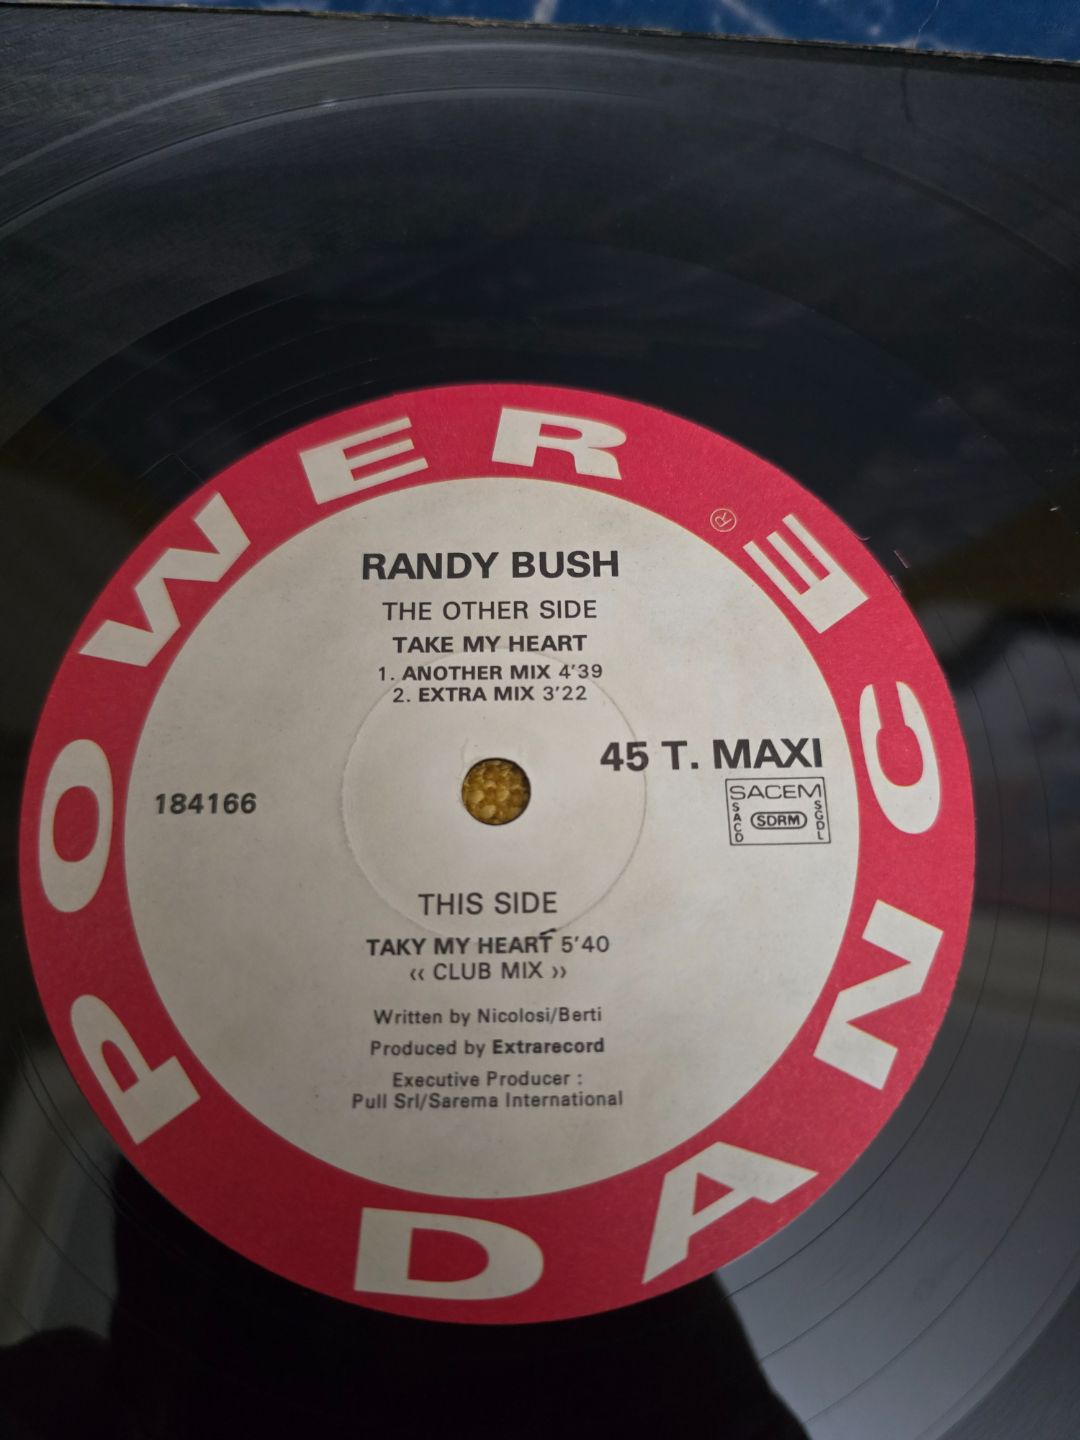 POWER DANCE ®
RANDY BUSH
THE OTHER SIDE
TAKE MY HEART
1. ANOTHER MIX 4'39
2. EXTRA MIX 3'22
45 T. MAXI
184166
SACEM
SACD
SDRM
SGDL
THIS SIDE
TAKY MY HEART 5'40
‹‹ CLUB MIX ››
Written by Nicolosi/Berti
Produced by Extrarecord
Executive Producer :
Pull Srl/Sarema International